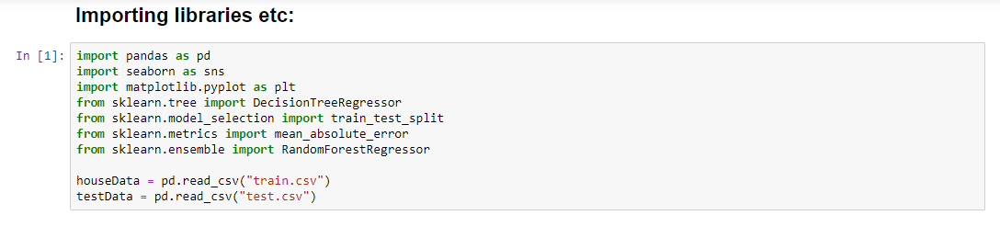 Importing libraries etc:
In [1]: import pandas as pd
import seaborn as sns
import matplotlib.pyplot as plt
from sklearn.tree import DecisionTreeRegressor
from sklearn.model_selection import train_test_split
from sklearn.metrics import mean_absolute_error
from sklearn.ensemble import RandomForestRegressor
houseData = pd.read_csv("train.csv")
testData = pd.read_csv("test.csv")